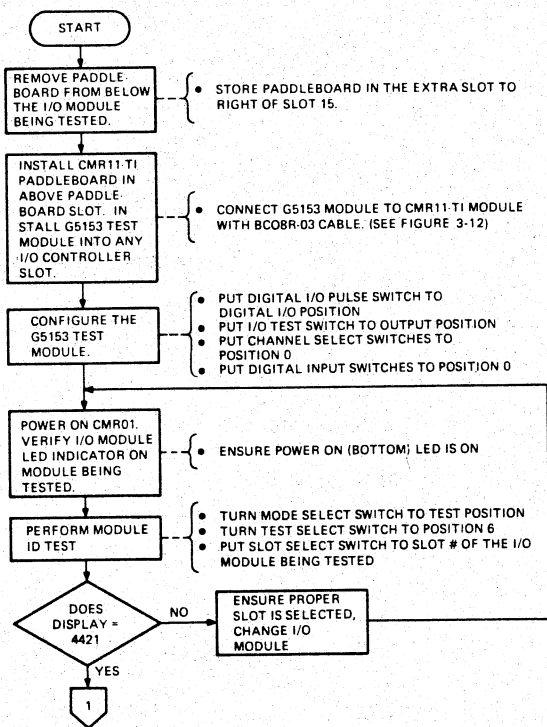 START
REMOVE PADDLE-
BOARD FROM BELOW
THE I/O MODULE
BEING TESTED.
• STORE PADDLEBOARD IN THE EXTRA SLOT TO
RIGHT OF SLOT 15.
INSTALL CMR11-TI
PADDLEBOARD IN
ABOVE PADDLE-
BOARD SLOT. IN
STALL G5153 TEST
MODULE INTO ANY
I/O CONTROLLER
SLOT.
• CONNECT G5153 MODULE TO CMR11-TI MODULE
WITH BC08R-03 CABLE. (SEE FIGURE 3-12)
CONFIGURE THE
G5153 TEST
MODULE.
• PUT DIGITAL I/O PULSE SWITCH TO
DIGITAL I/O POSITION
• PUT I/O TEST SWITCH TO OUTPUT POSITION
• PUT CHANNEL SELECT SWITCHES TO
POSITION 0
• PUT DIGITAL INPUT SWITCHES TO POSITION 0
POWER ON CMR01.
VERIFY I/O MODULE
LED INDICATOR ON
MODULE BEING
TESTED.
• ENSURE POWER ON (BOTTOM) LED IS ON
PERFORM MODULE
ID TEST
• TURN MODE SELECT SWITCH TO TEST POSITION
• TURN TEST SELECT SWITCH TO POSITION 6
• PUT SLOT SELECT SWITCH TO SLOT # OF THE I/O
MODULE BEING TESTED
DOES
DISPLAY =
4421
NO
ENSURE PROPER
SLOT IS SELECTED,
CHANGE I/O
MODULE
YES
1